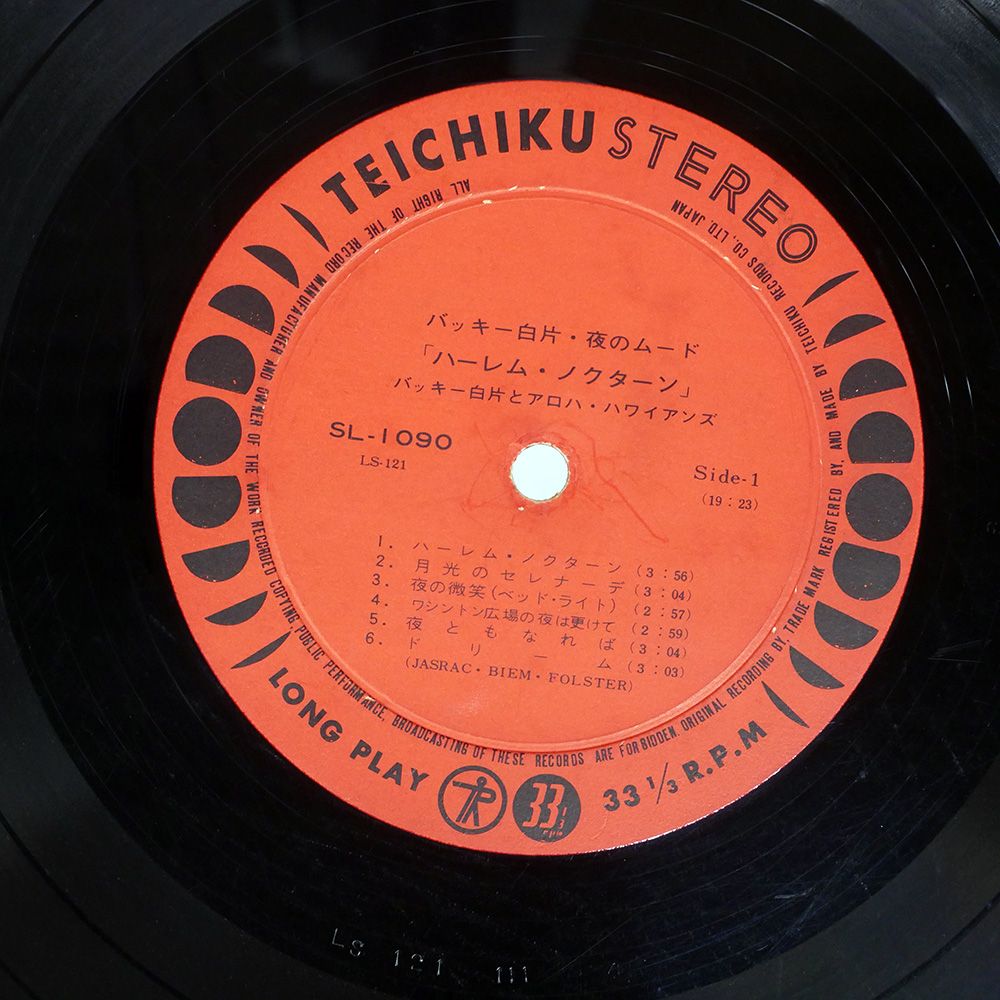 TEICHIKU STEREO
ALL RIGHT OF THE RECORD MANUFACTURER AND OWNER OF THE WORK RECORDED COPYING PUBLIC PERFORMANCE, BROADCASTING OF THESE RECORDS ARE FORBIDDEN. ORIGINAL RECORDING BY, TRADE MARK REGISTERED BY, AND MADE BY TEICHIKU RECORDS CO., LTD. JAPAN
バッキー白片・夜のムード
「ハーレム・ノクターン」
バッキー白片とアロハ・ハワイアンズ
SL-1090
LS-121
Side-1
(19:23)
1. ハーレム・ノクターン (3:56)
2. 月光のセレナーデ (3:04)
3. 夜の微笑(ベッド・ライト) (2:57)
4. ワシントン広場の夜は更けて (2:59)
5. 夜ともなれば (3:04)
6. ドリーム (3:03)
(JASRAC・BIEM・FOLSTER)
LONG PLAY
33 1/3
33 1/3 R.P.M
LS 121 111